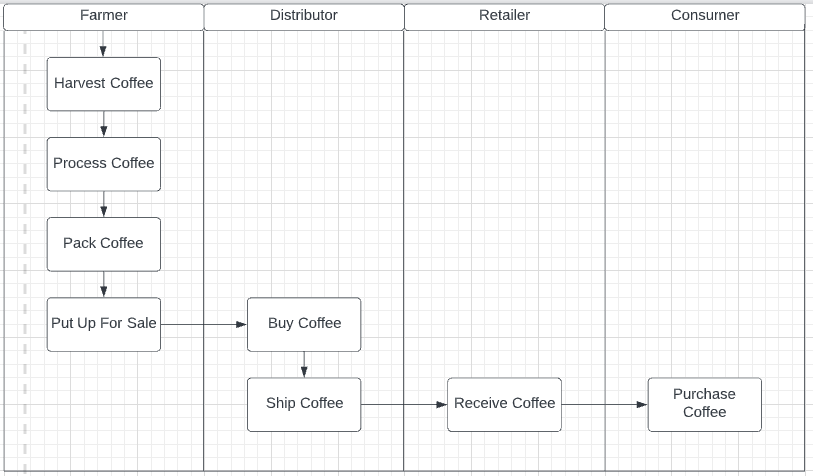 Farmer
Distributor
Retailer
Consurner
Harvest Coffee
Process Coffee
Pack Coffee
Put Up For Sale
Buy Coffee
Ship Coffee
Receive Coffee
Purchase
Coffee